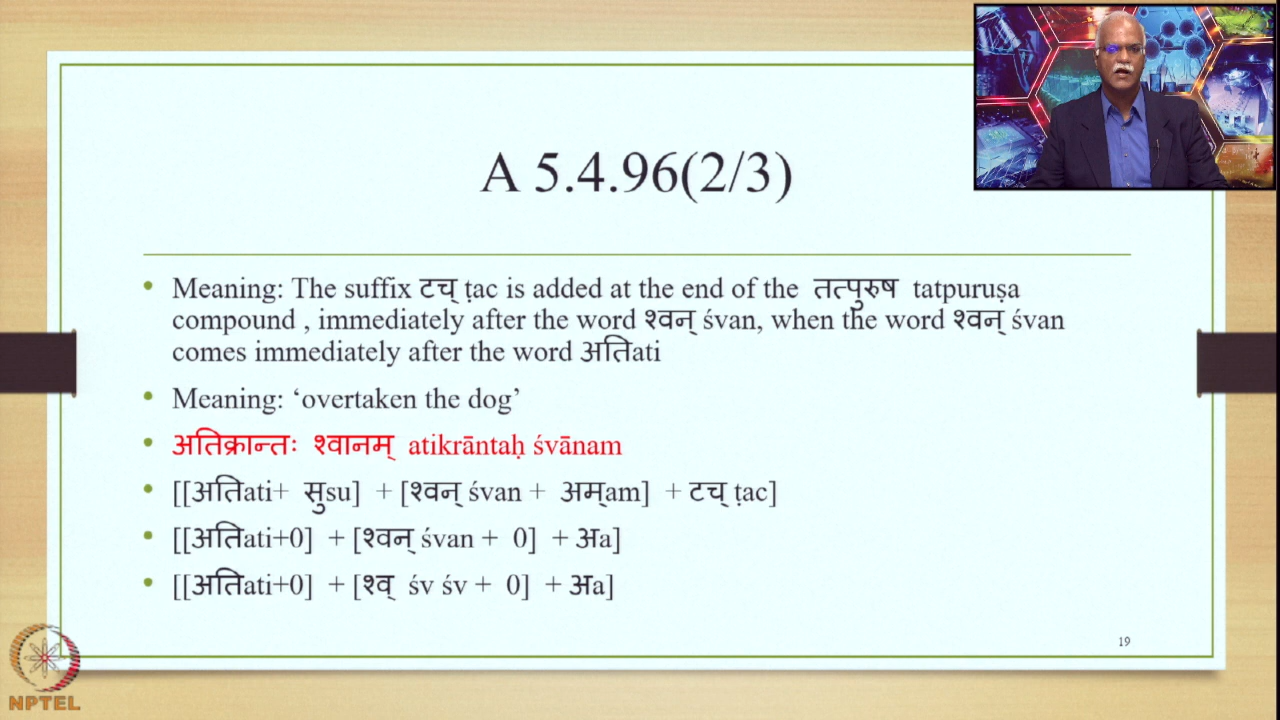 A 5.4.96(2/3)
• Meaning: The suffix टच् ṭac is added at the end of the तत्पुरुष tatpuruṣa
compound , immediately after the word श्वन् śvan, when the word श्वन् śvan
comes immediately after the word अतिati
• Meaning: ‘overtaken the dog’
• अतिक्रान्तः श्वानम् atikrāntaḥ śvānam
• [[अतिati+ सुsu] + [श्वन् śvan + अम्am] + टच् ṭac]
• [[अतिati+0] + [श्वन् śvan + 0] + अa]
• [[अतिati+0] + [श्व् śv śv + 0] + अa]
19
NPTEL